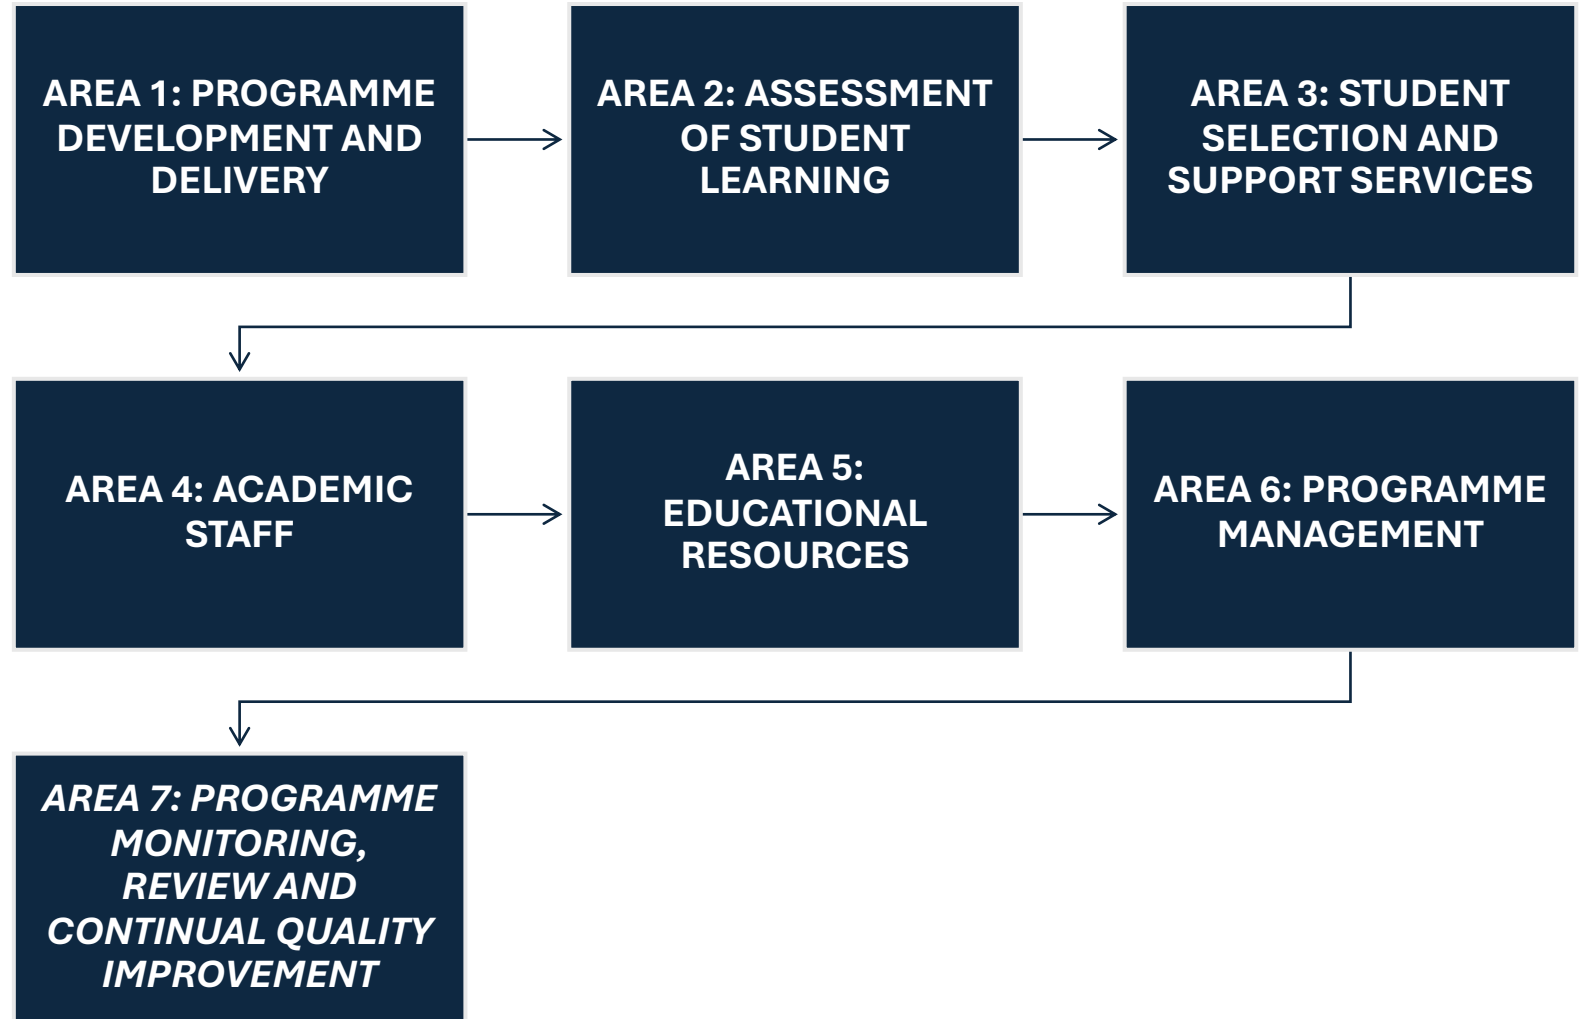 AREA 1: PROGRAMME
DEVELOPMENT AND
DELIVERY
AREA 2: ASSESSMENT
OF STUDENT
LEARNING
AREA 3: STUDENT
SELECTION AND
SUPPORT SERVICES
AREA 4: ACADEMIC
STAFF
AREA 5:
EDUCATIONAL
RESOURCES
AREA 6: PROGRAMME
MANAGEMENT
AREA 7: PROGRAMME
MONITORING,
REVIEW AND
CONTINUAL QUALITY
IMPROVEMENT